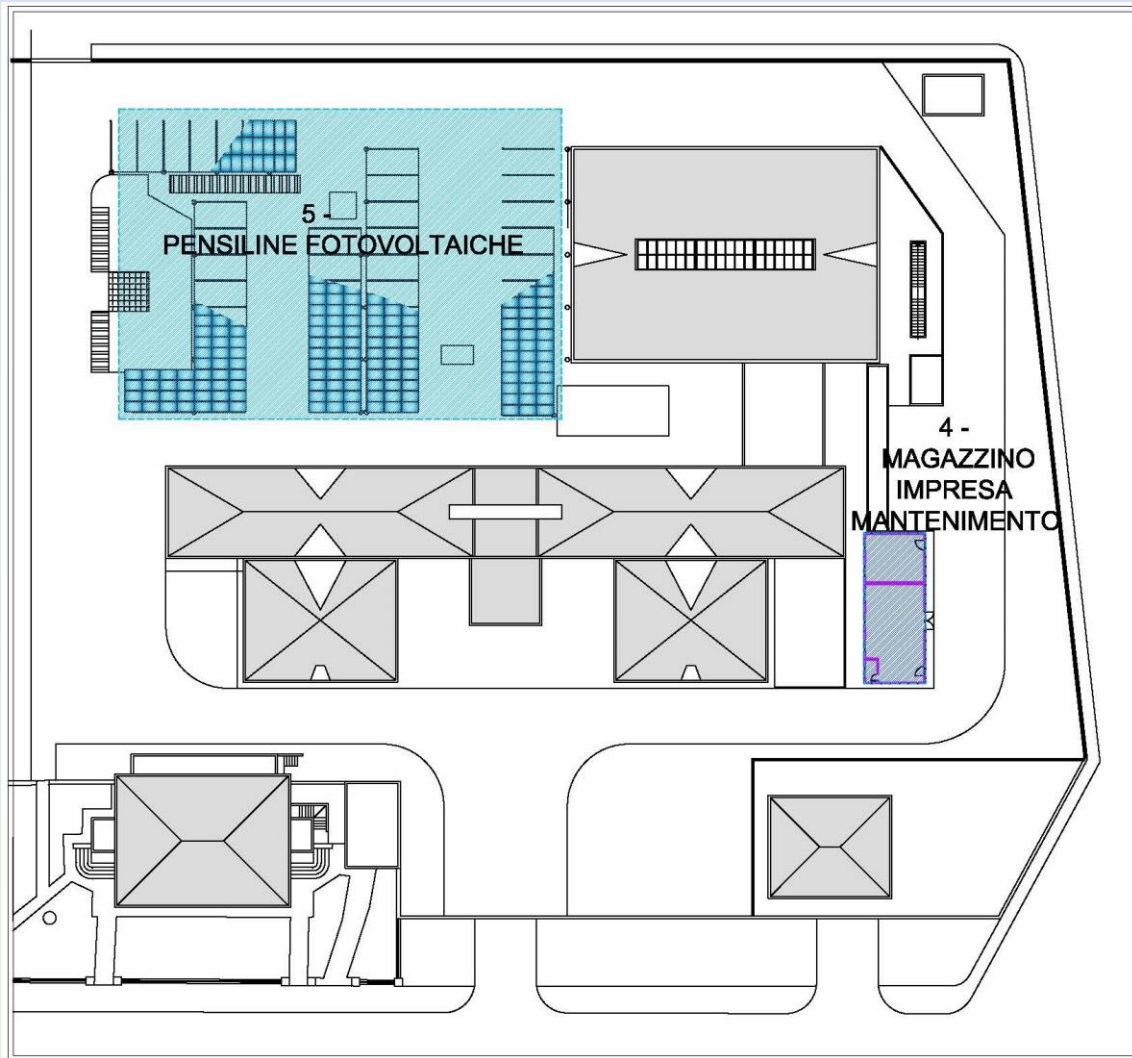 5 -
PENSILINE FOTOVOLTAICHE
4 -
MAGAZZINO
IMPRESA
MANTENIMENTO